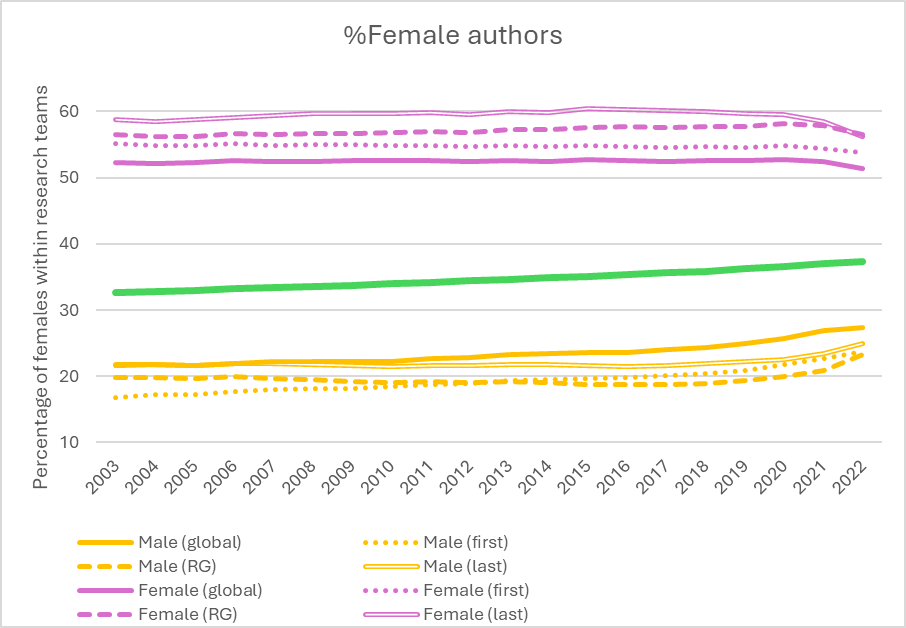 %Female authors
Percentage of females within research teams
60
50
40
30
20
10
2003 2004 2005 2006 2007 2008 2009 2010 2011 2012 2013 2014 2015 2016 2017 2018 2019 2020 2021 2022
Male (global) Male (first)
Male (RG) Male (last)
Female (global) Female (first)
Female (RG) Female (last)